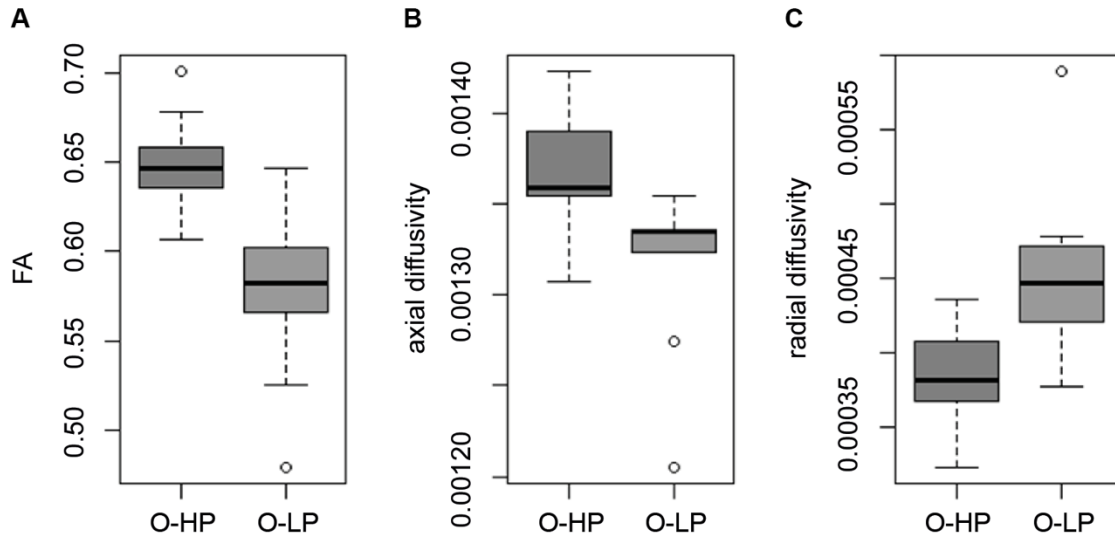 A
B
C
FA
0.70
0.65
0.60
0.55
0.50
O-HP
O-LP
axial diffusivity
0.00140
0.00130
0.00120
O-HP
O-LP
radial diffusivity
0.00055
0.00045
0.00035
O-HP
O-LP